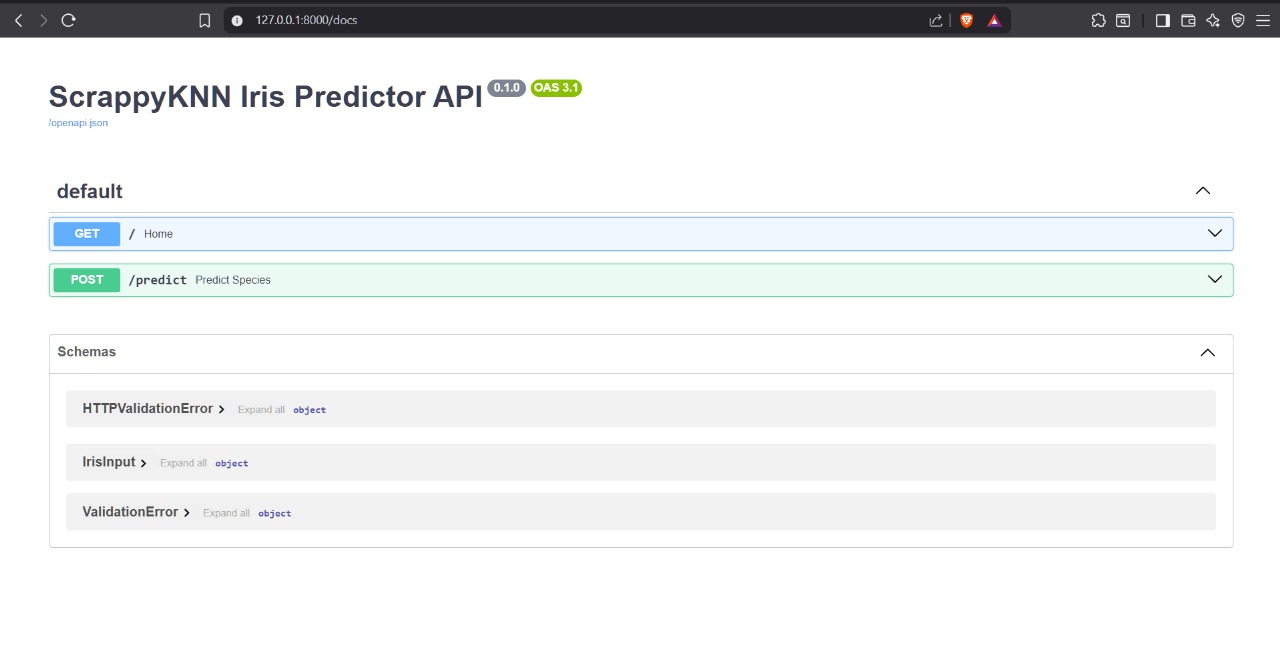 127.0.0.1:8000/docs
ScrappyKNN Iris Predictor API 0.1.0 OAS 3.1
/openapi.json
default
GET / Home
POST /predict Predict Species
Schemas
HTTPValidationError Expand all object
IrisInput Expand all object
ValidationError Expand all object